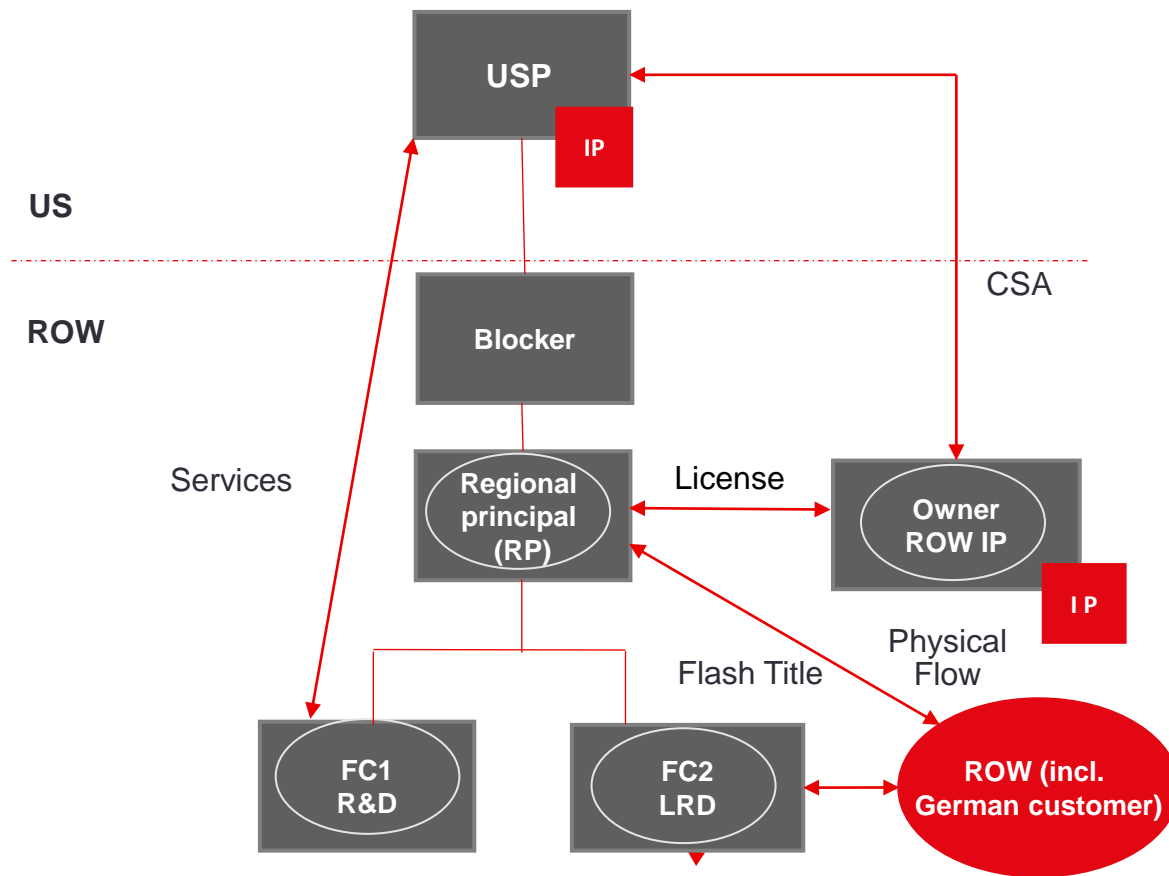 USP
IP
US
CSA
ROW
Blocker
Services
Regional
principal
(RP)
License
Owner
ROW IP
I P
Physical
Flow
Flash Title
FC1
R&D
FC2
LRD
ROW (incl.
German customer)